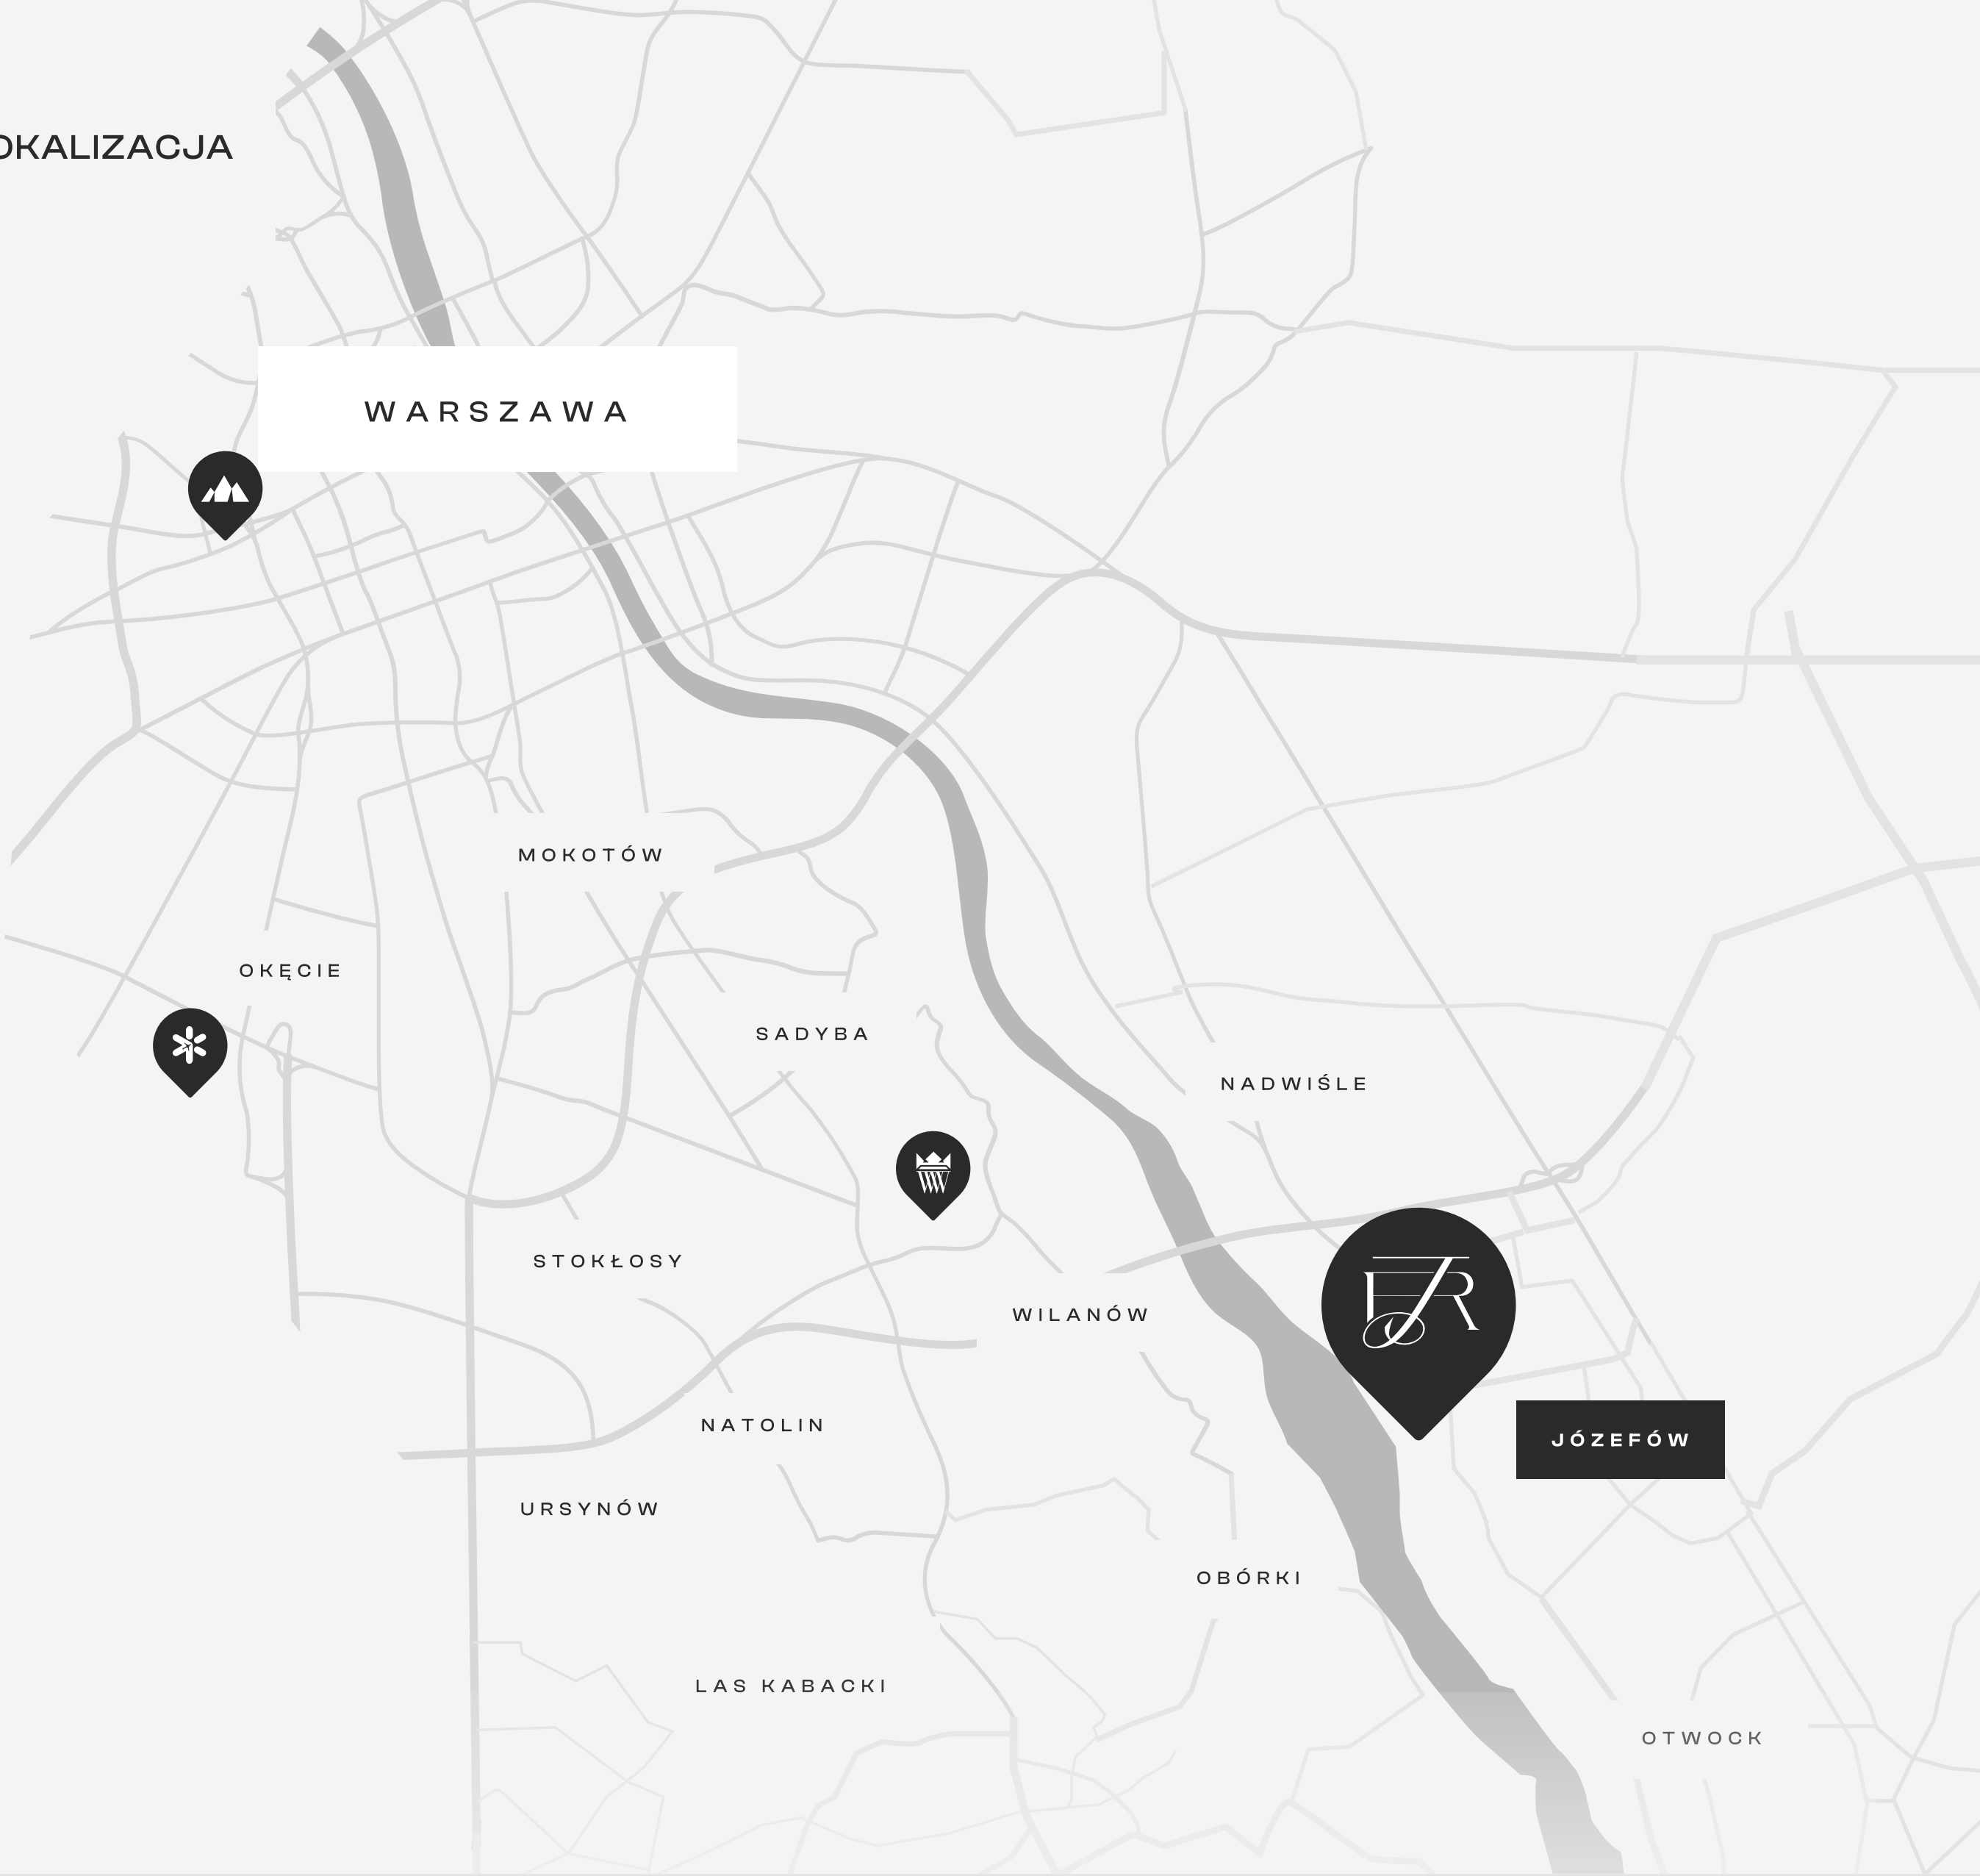 OKALIZACJA
WARSZAWA
MOKOTÓW
OKĘCIE
SADYBA
NADWIŚLE
STOKŁOSY
WILANÓW
NATOLIN
JÓZEFÓW
URSYNÓW
OBÓRKI
LAS KABACKI
OTWOCK